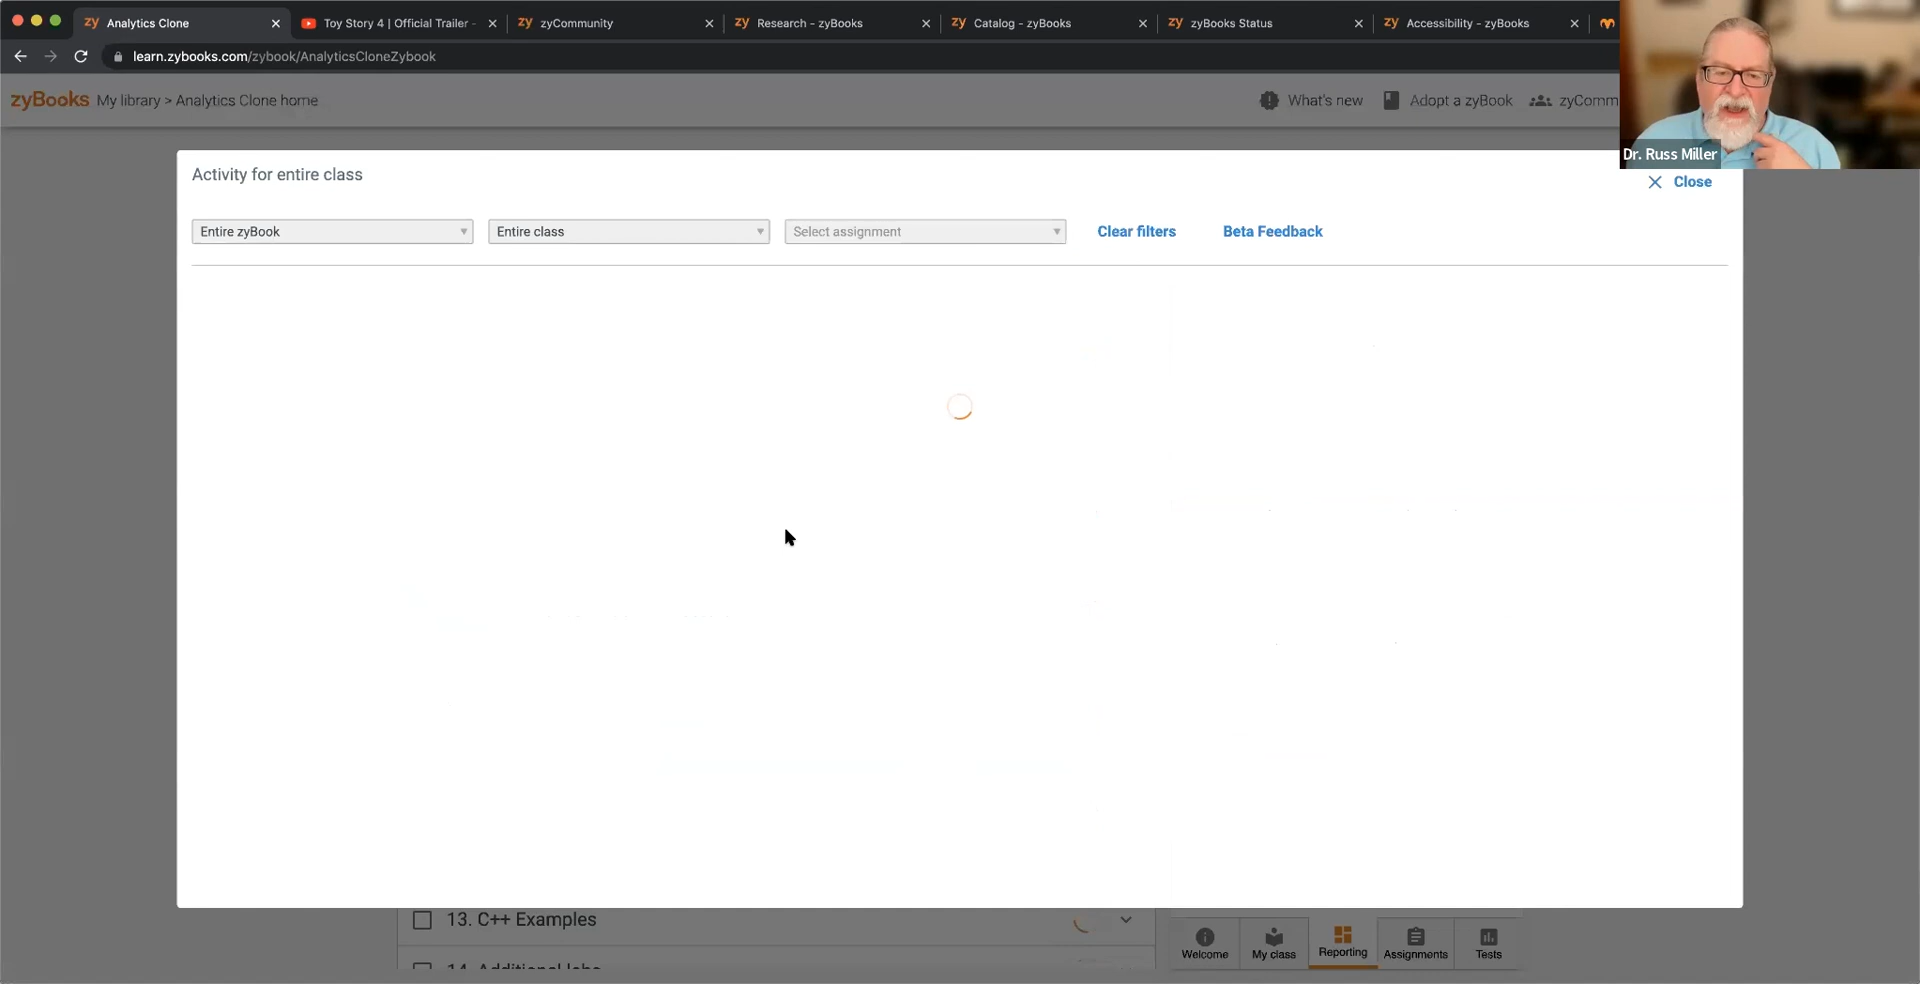 Analytics Clone
Toy Story 4 | Official Trailer -
zyCommunity
Research - zyBooks
Catalog - zyBooks
zyBooks Status
Accessibility - zyBooks
learn.zybooks.com/zybook/AnalyticsCloneZybook
zyBooks My library > Analytics Clone home
What's new
Adopt a zyBook
zyComm
Dr. Russ Miller
Activity for entire class
Close
Entire zyBook
Entire class
Select assignment
Clear filters
Beta Feedback
13. C++ Examples
14. Additional labs
Welcome
My class
Reporting
Assignments
Tests